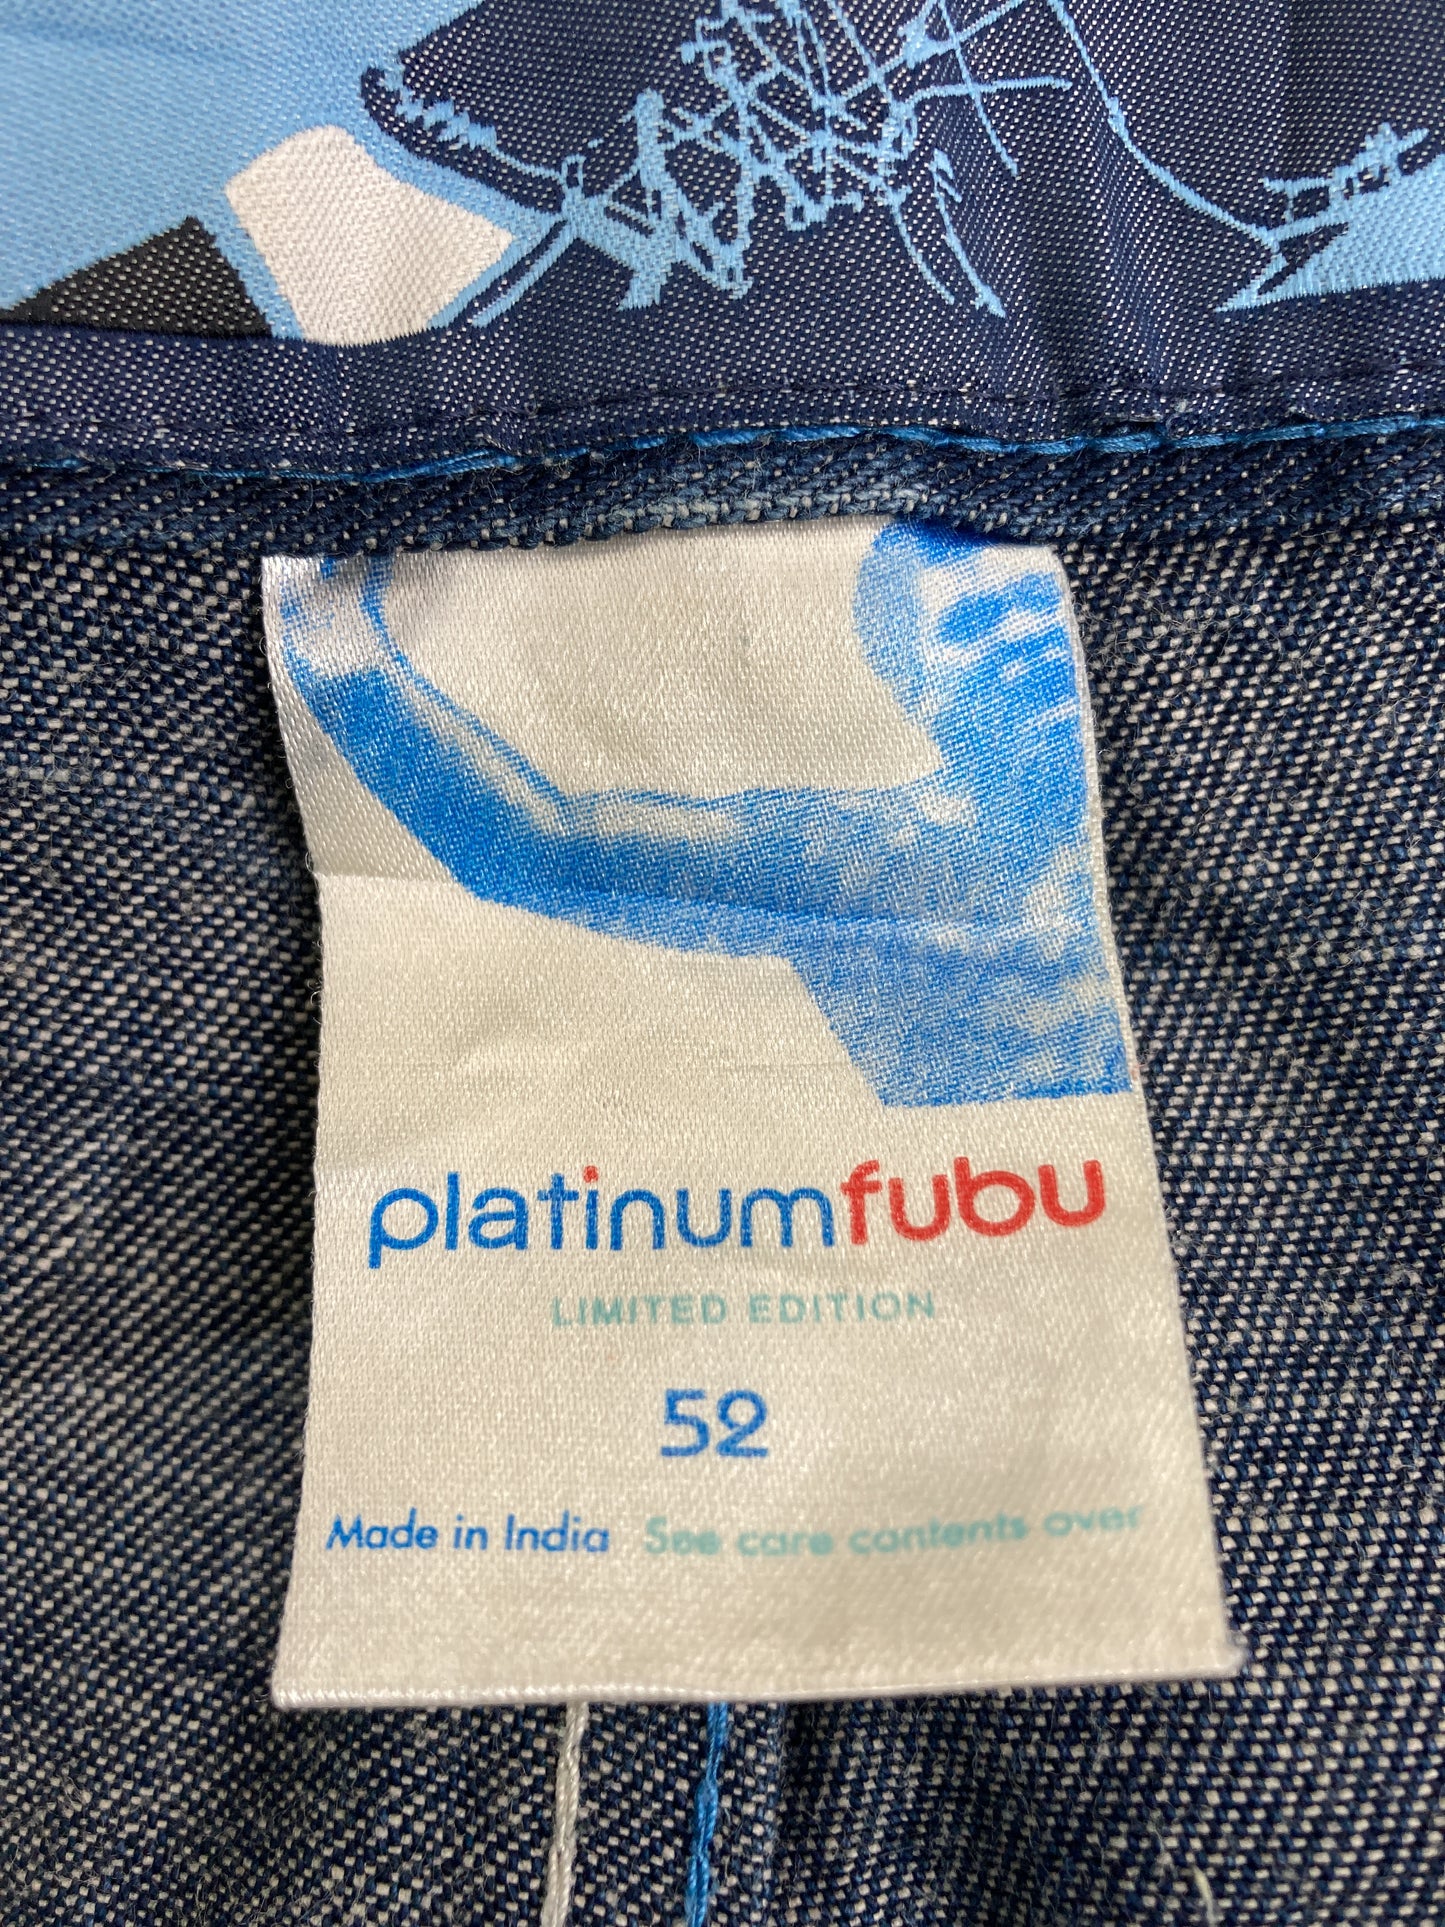 platinumfubu
LIMITED EDITION
52
Made in India See care contents over